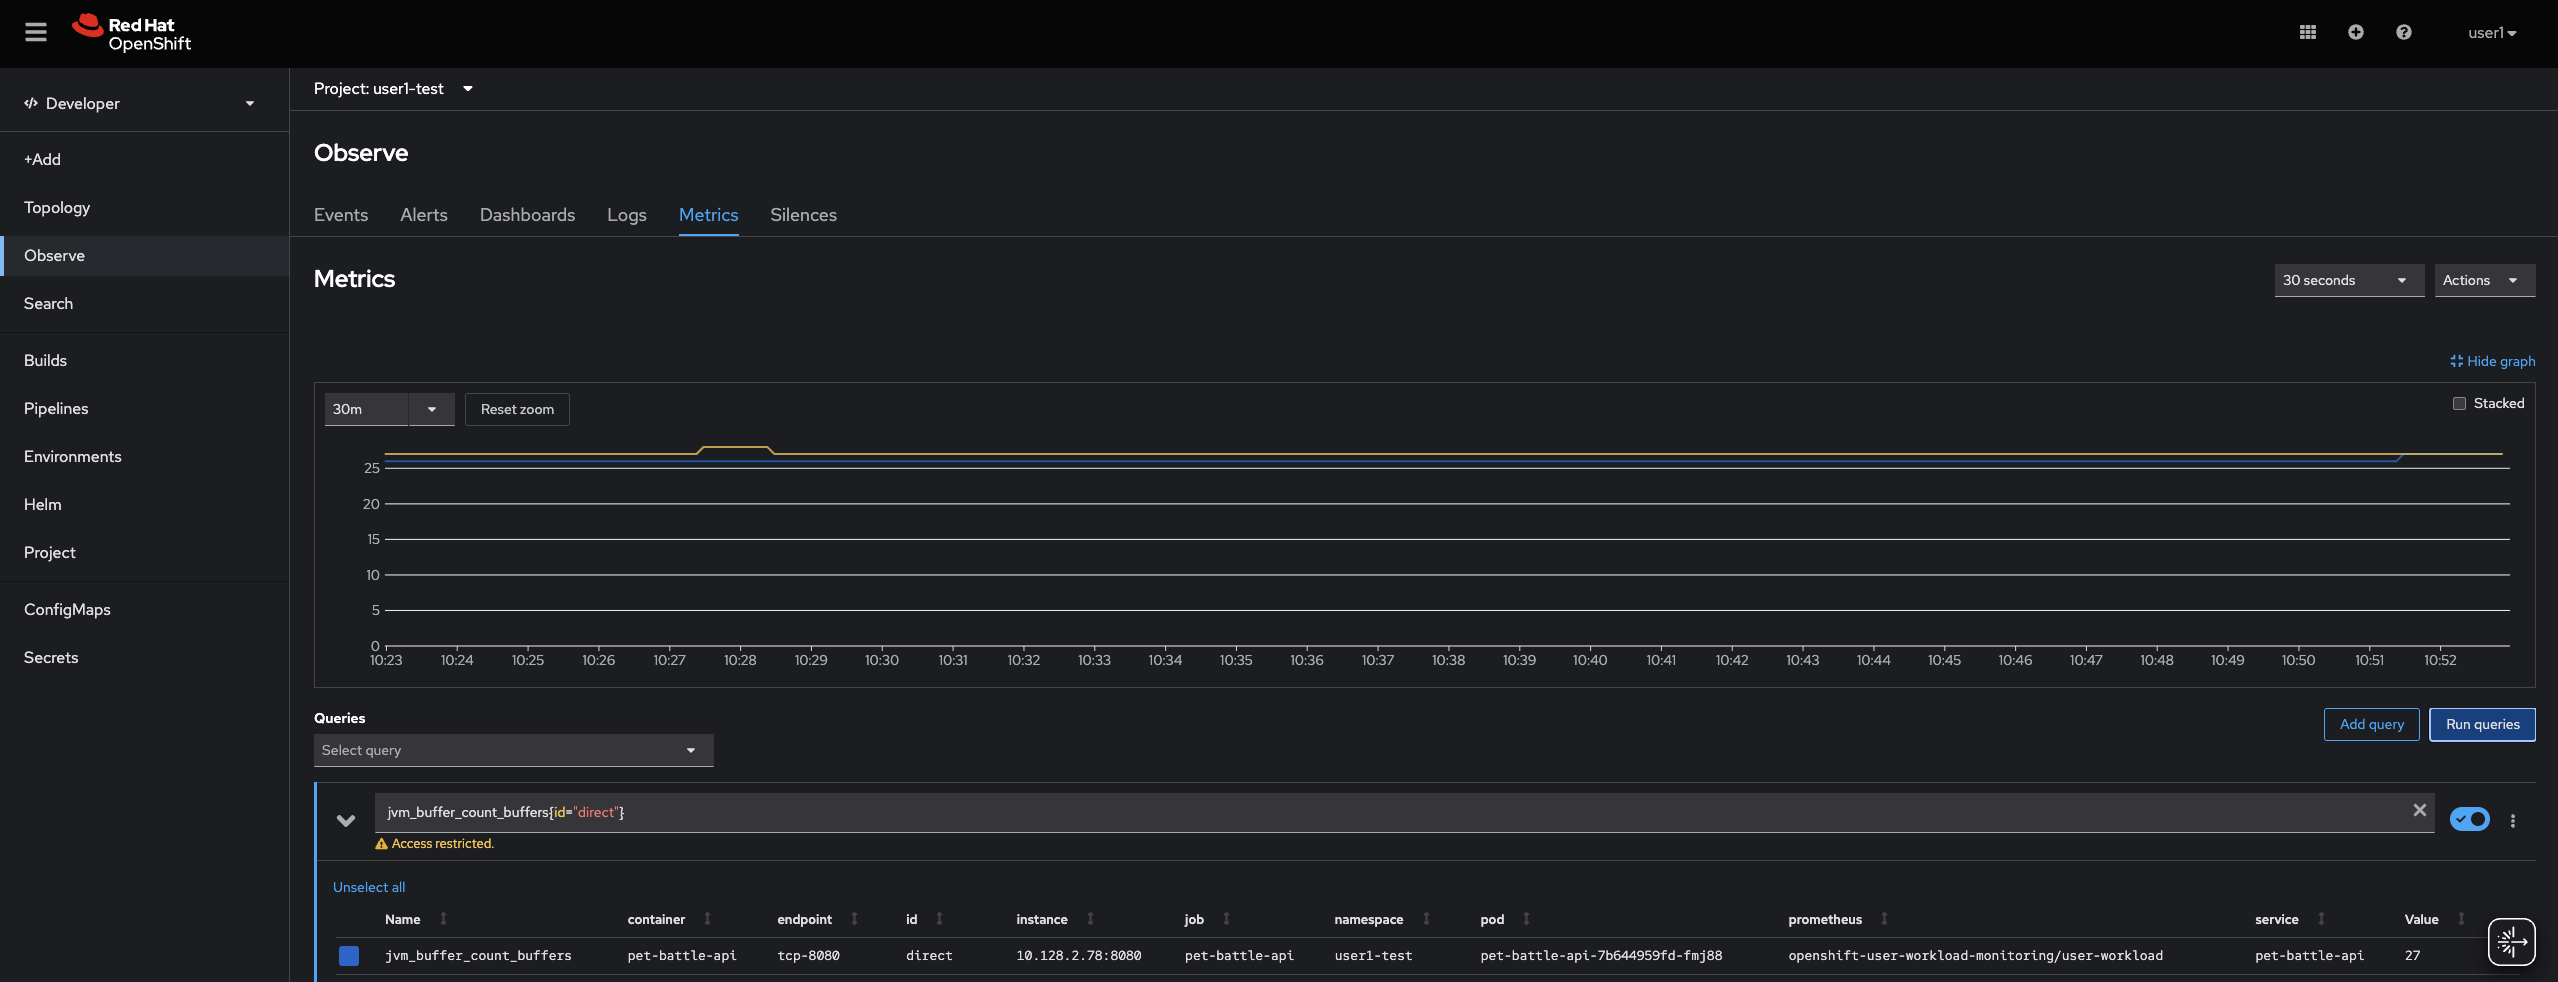 Red Hat
OpenShift
user1
Developer
Project: user1-test
+Add
Topology
Observe
Search
Builds
Pipelines
Environments
Helm
Project
ConfigMaps
Secrets
Observe
Events Alerts Dashboards Logs Metrics Silences
Metrics
30 seconds Actions
Hide graph
30m Reset zoom Stacked
25
20
15
10
5
0
10:23 10:24 10:25 10:26 10:27 10:28 10:29 10:30 10:31 10:32 10:33 10:34 10:35 10:36 10:37 10:38 10:39 10:40 10:41 10:42 10:43 10:44 10:45 10:46 10:47 10:48 10:49 10:50 10:51 10:52
Queries
Add query Run queries
Select query
jvm_buffer_count_buffers{id="direct"}
Access restricted.
Unselect all
Name container endpoint id instance job namespace pod prometheus service Value
jvm_buffer_count_buffers pet-battle-api tcp-8080 direct 10.128.2.78:8080 pet-battle-api user1-test pet-battle-api-7b644959fd-fmj88 openshift-user-workload-monitoring/user-workload pet-battle-api 27